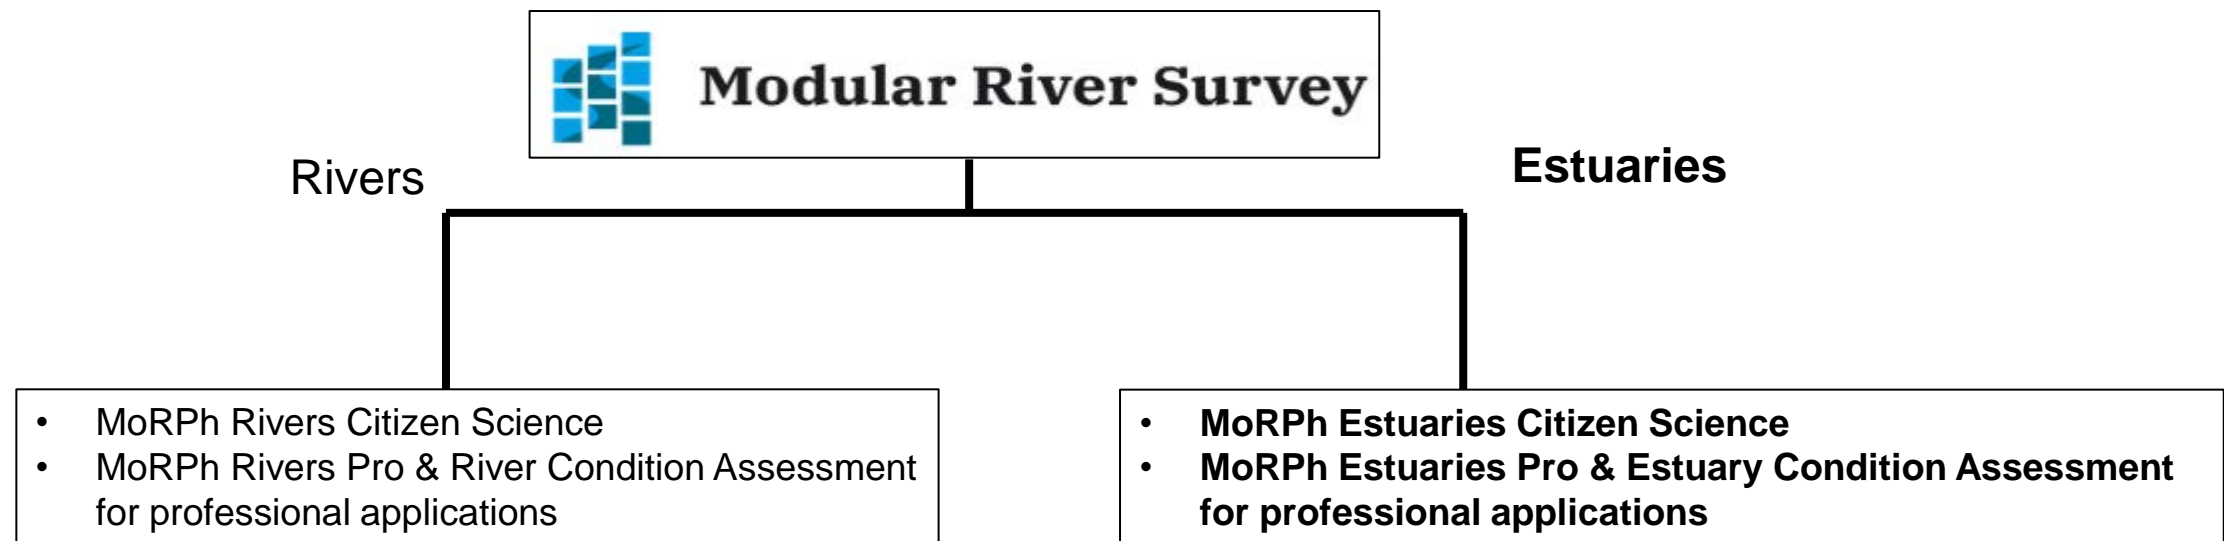 Modular River Survey
Rivers
Estuaries
• MoRPh Rivers Citizen Science
• MoRPh Rivers Pro & River Condition Assessment
for professional applications
• MoRPh Estuaries Citizen Science
• MoRPh Estuaries Pro & Estuary Condition Assessment
for professional applications